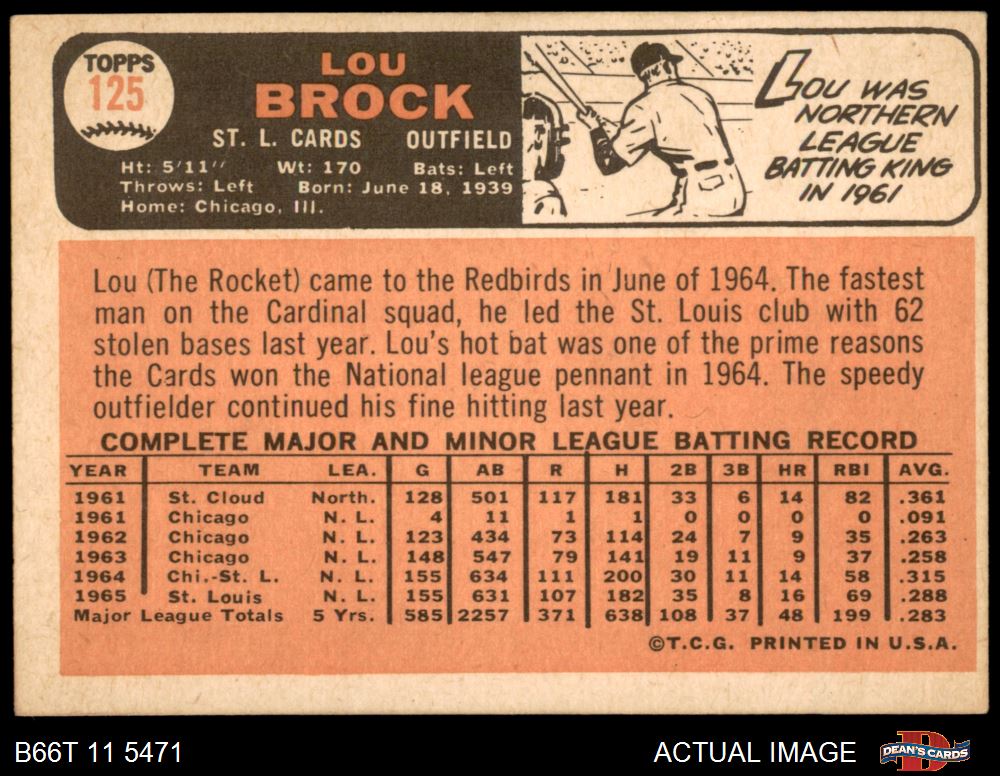 TOPPS
125
LOU
BROCK
ST. L. CARDS OUTFIELD
Ht: 5'11" Wt: 170 Bats: Left
Throws: Left Born: June 18, 1939
Home: Chicago, Ill.
LOU WAS
NORTHERN
LEAGUE
BATTING KING
IN 1961
Lou (The Rocket) came to the Redbirds in June of 1964. The fastest
man on the Cardinal squad, he led the St. Louis club with 62
stolen bases last year. Lou's hot bat was one of the prime reasons
the Cards won the National league pennant in 1964. The speedy
outfielder continued his fine hitting last year.
COMPLETE MAJOR AND MINOR LEAGUE BATTING RECORD
YEAR TEAM LEA. G AB R H 2B 3B HR RBI AVG.
1961 St. Cloud North. 128 501 117 181 33 6 14 82 .361
1961 Chicago N. L. 4 11 1 1 0 0 0 0 .091
1962 Chicago N. L. 123 434 73 114 24 7 9 35 .263
1963 Chicago N. L. 148 547 79 141 19 11 9 37 .258
1964 Chi.-St. L. N. L. 155 634 111 200 30 11 14 58 .315
1965 St. Louis N. L. 155 631 107 182 35 8 16 69 .288
Major League Totals 5 Yrs. 585 2257 371 638 108 37 48 199 .283
©T.C.G. PRINTED IN U.S.A.
B66T 11 5471 ACTUAL IMAGE DEAN'S CARDS